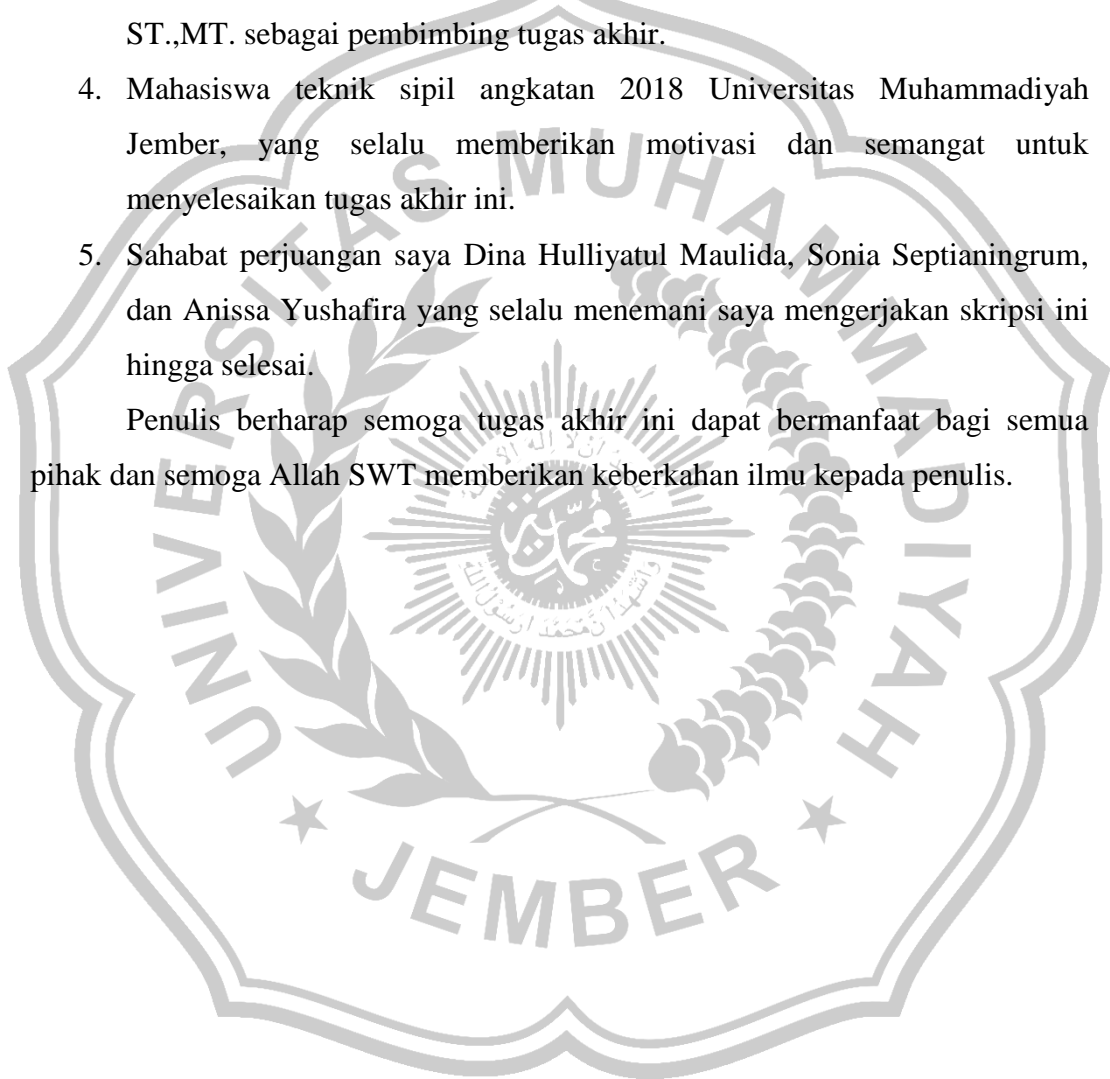 ST.,MT. sebagai pembimbing tugas akhir.
4. Mahasiswa teknik sipil angkatan 2018 Universitas Muhammadiyah
Jember, yang selalu memberikan motivasi dan semangat untuk
menyelesaikan tugas akhir ini.
5. Sahabat perjuangan saya Dina Hulliyatul Maulida, Sonia Septianingrum,
dan Anissa Yushafira yang selalu menemani saya mengerjakan skripsi ini
hingga selesai.
Penulis berharap semoga tugas akhir ini dapat bermanfaat bagi semua
pihak dan semoga Allah SWT memberikan keberkahan ilmu kepada penulis.
UNIVERSITAS MUHAMMADIYAH
JEMBER